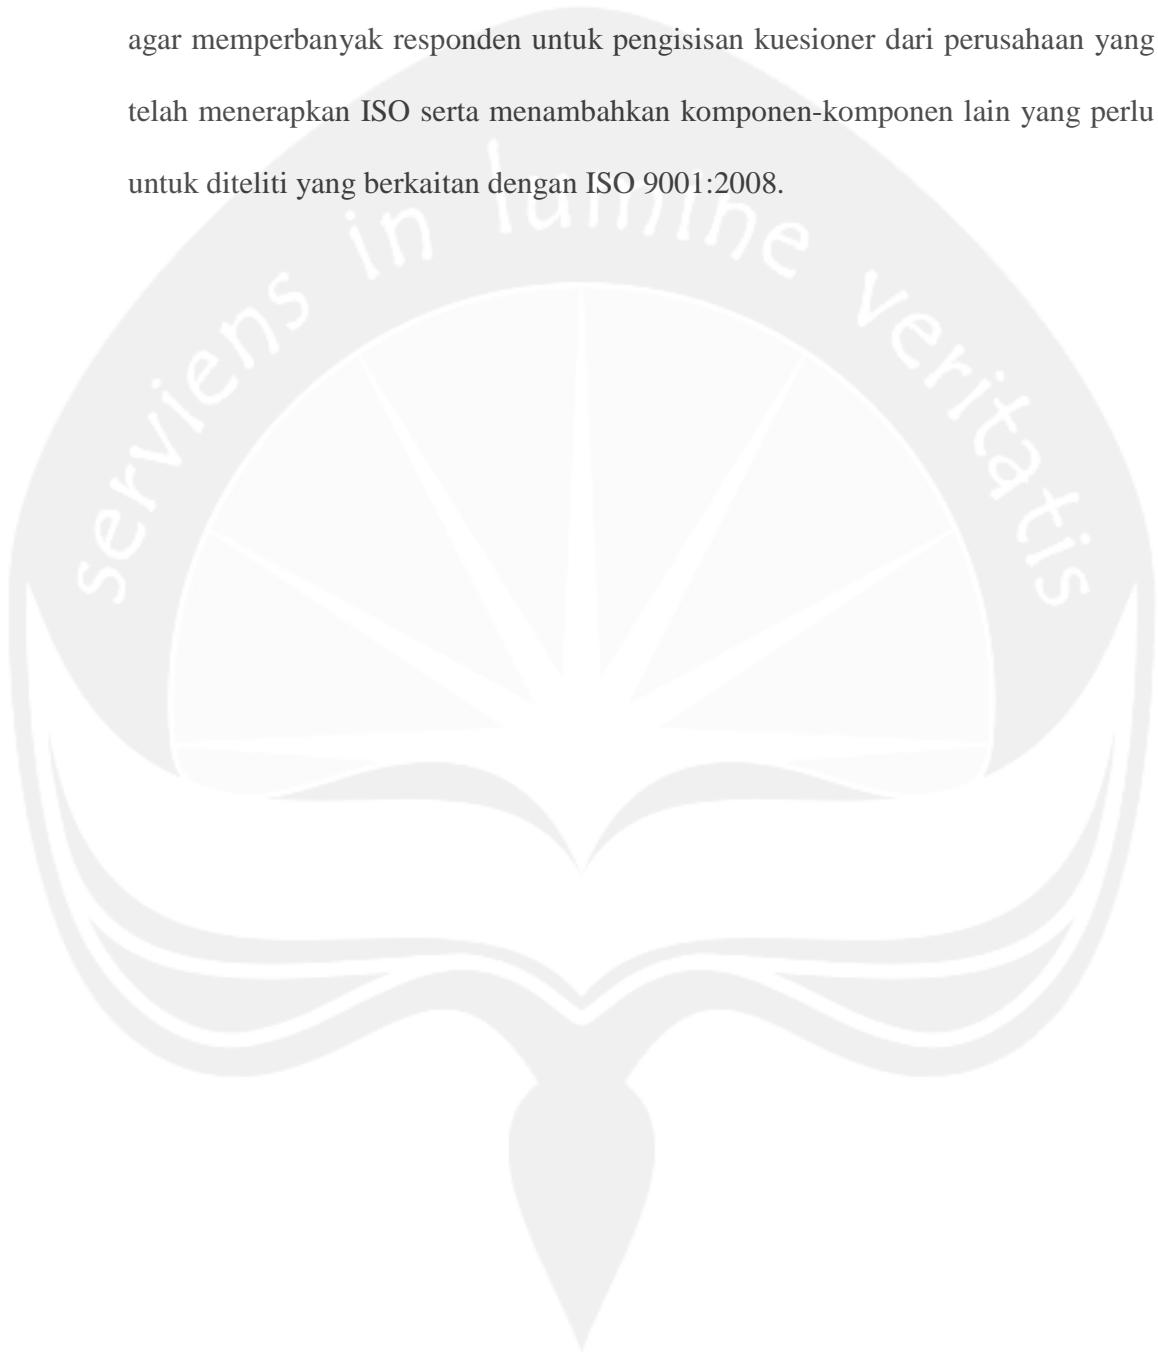 agar memperbanyak responden untuk pengisisan kuesioner dari perusahaan yang
telah menerapkan ISO serta menambahkan komponen-komponen lain yang perlu
untuk diteliti yang berkaitan dengan ISO 9001:2008.
serviens in lumine veritatis